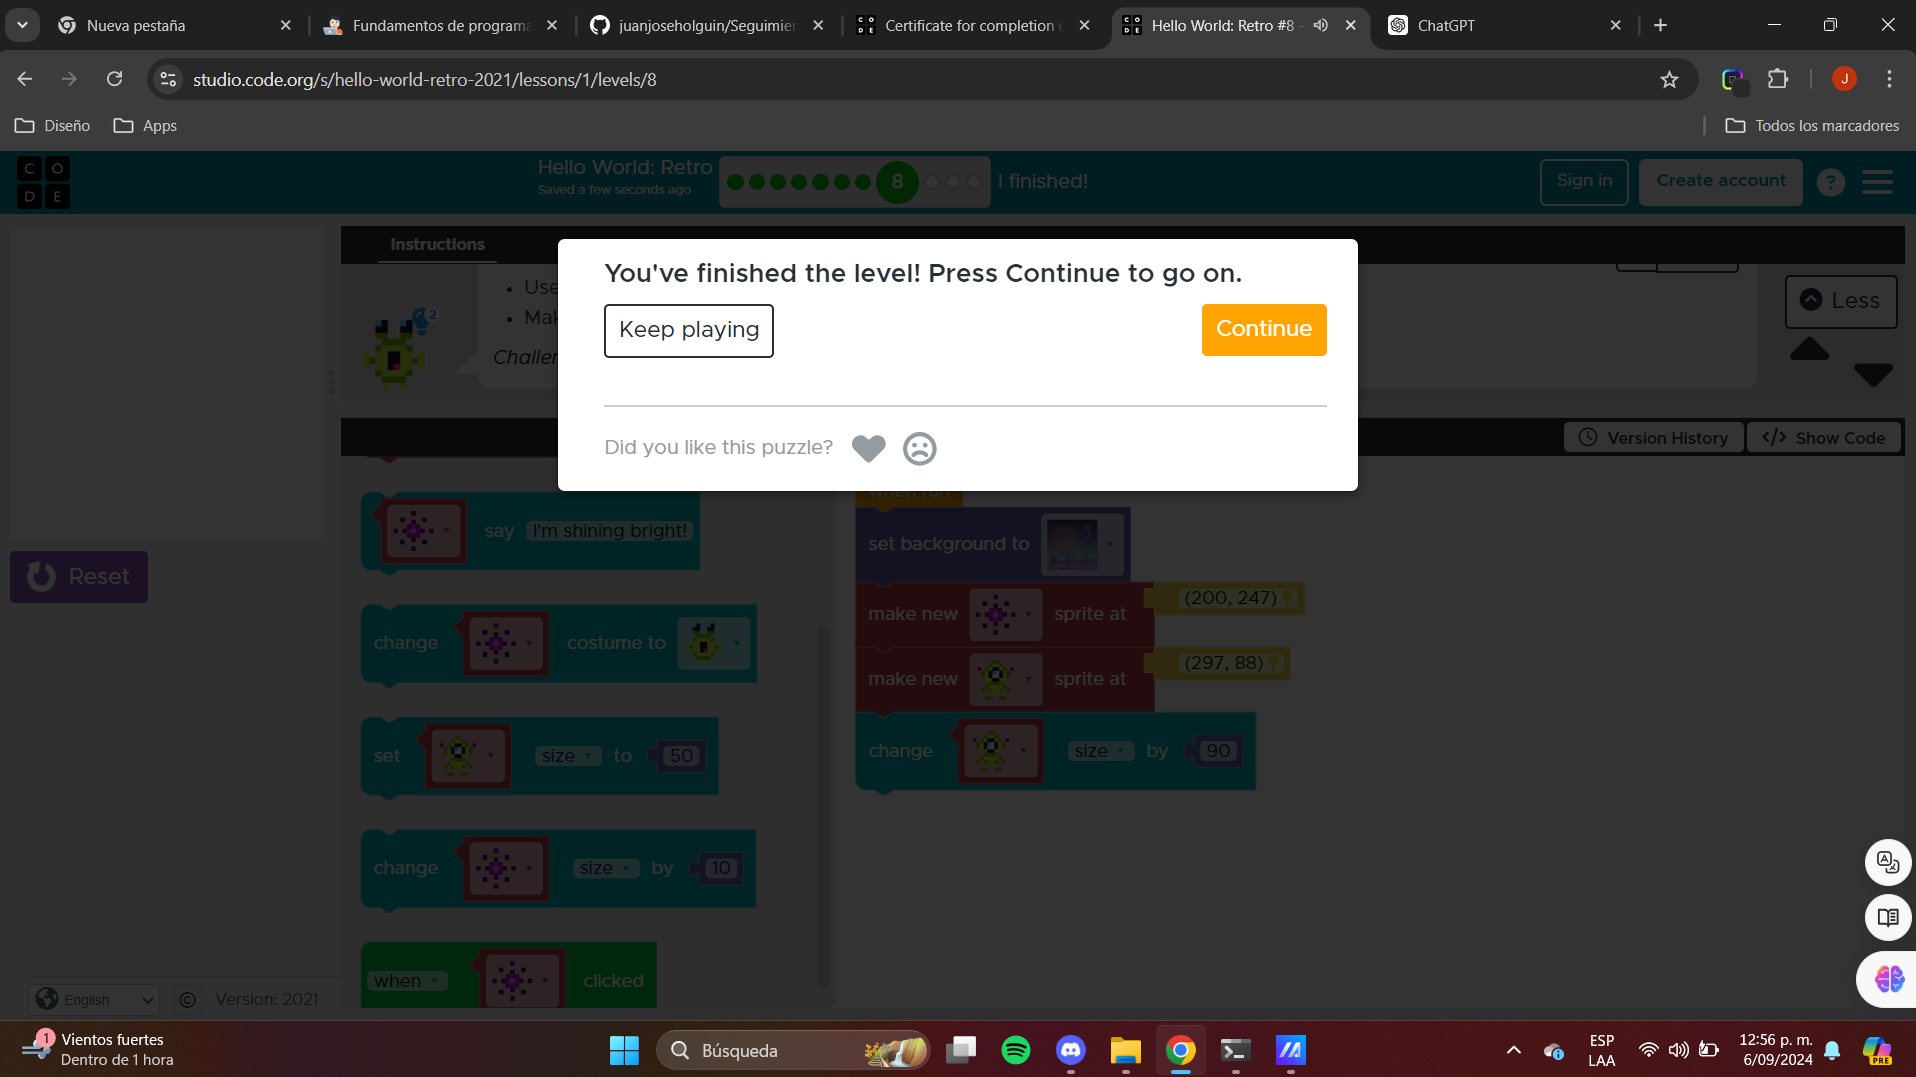 Nueva pestaña
Fundamentos de programa
juanjoseholguin/Seguimier
Certificate for completion
Hello World: Retro #8 -
ChatGPT
studio.code.org/s/hello-world-retro-2021/lessons/1/levels/8
J
Diseño
Apps
Todos los marcadores
C O D E
Hello World: Retro
Saved a few seconds ago
8
I finished!
Sign in
Create account
?
Instructions
You've finished the level! Press Continue to go on.
Keep playing
Continue
Did you like this puzzle?
Use
Mak
2
Challen
Less
Version History
</> Show Code
Reset
say I'm shining bright!
change costume to
set size to 50
change size by 10
when clicked
when run
set background to
make new sprite at (200, 247)
make new sprite at (297, 88)
change size by 90
English
© Version: 2021
1
Vientos fuertes
Dentro de 1 hora
Búsqueda
ESP
LAA
12:56 p. m.
6/09/2024
PRE